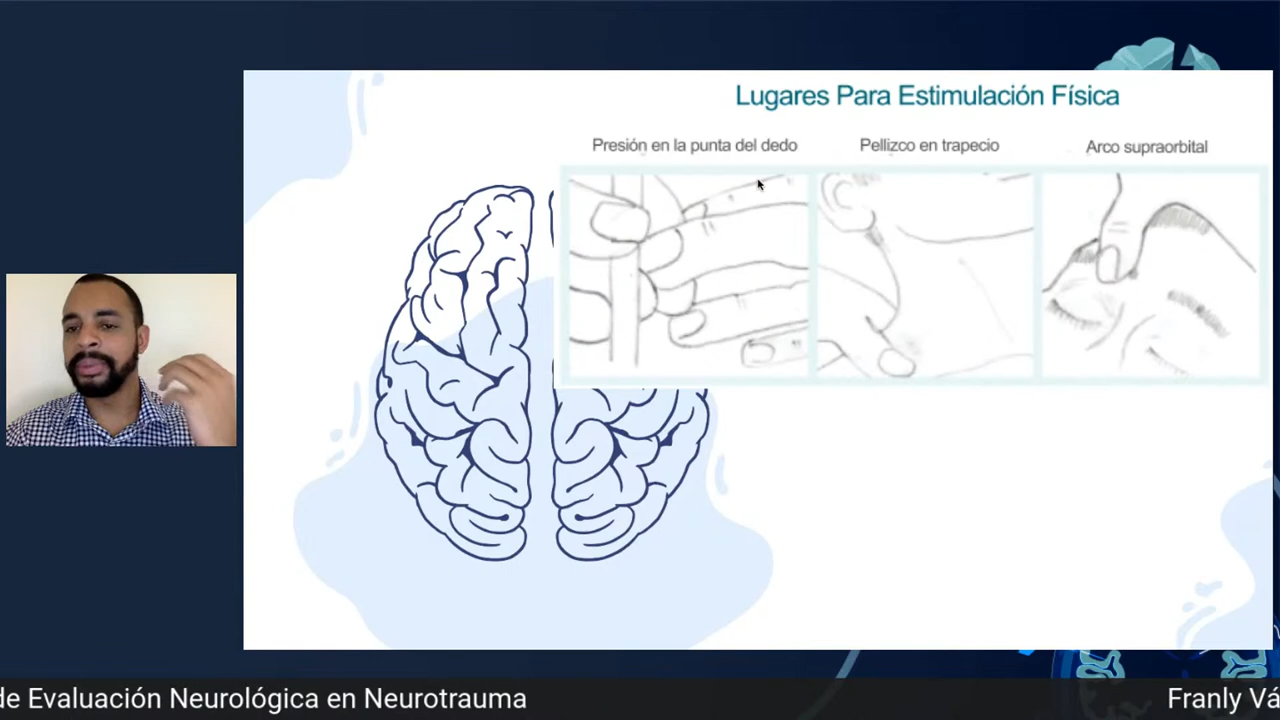 Lugares Para Estimulación Física
Presión en la punta del dedo
Pellizco en trapecio
Arco supraorbital
de Evaluación Neurológica en Neurotrauma
Franly Vá